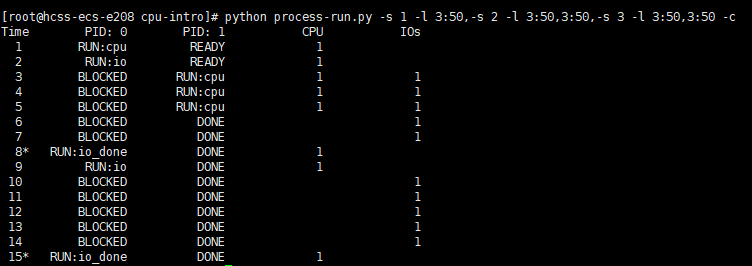 [root@hcss-ecs-e208 cpu-intro]# python process-run.py -s 1 -l 3:50,-s 2 -l 3:50,3:50,-s 3 -l 3:50,3:50 -c
Time PID: 0 PID: 1 CPU IOs
1 RUN:cpu READY 1
2 RUN:io READY 1
3 BLOCKED RUN:cpu 1 1
4 BLOCKED RUN:cpu 1 1
5 BLOCKED RUN:cpu 1 1
6 BLOCKED DONE 1
7 BLOCKED DONE 1
8* RUN:io_done DONE 1
9 RUN:io DONE 1
10 BLOCKED DONE 1
11 BLOCKED DONE 1
12 BLOCKED DONE 1
13 BLOCKED DONE 1
14 BLOCKED DONE 1
15* RUN:io_done DONE 1